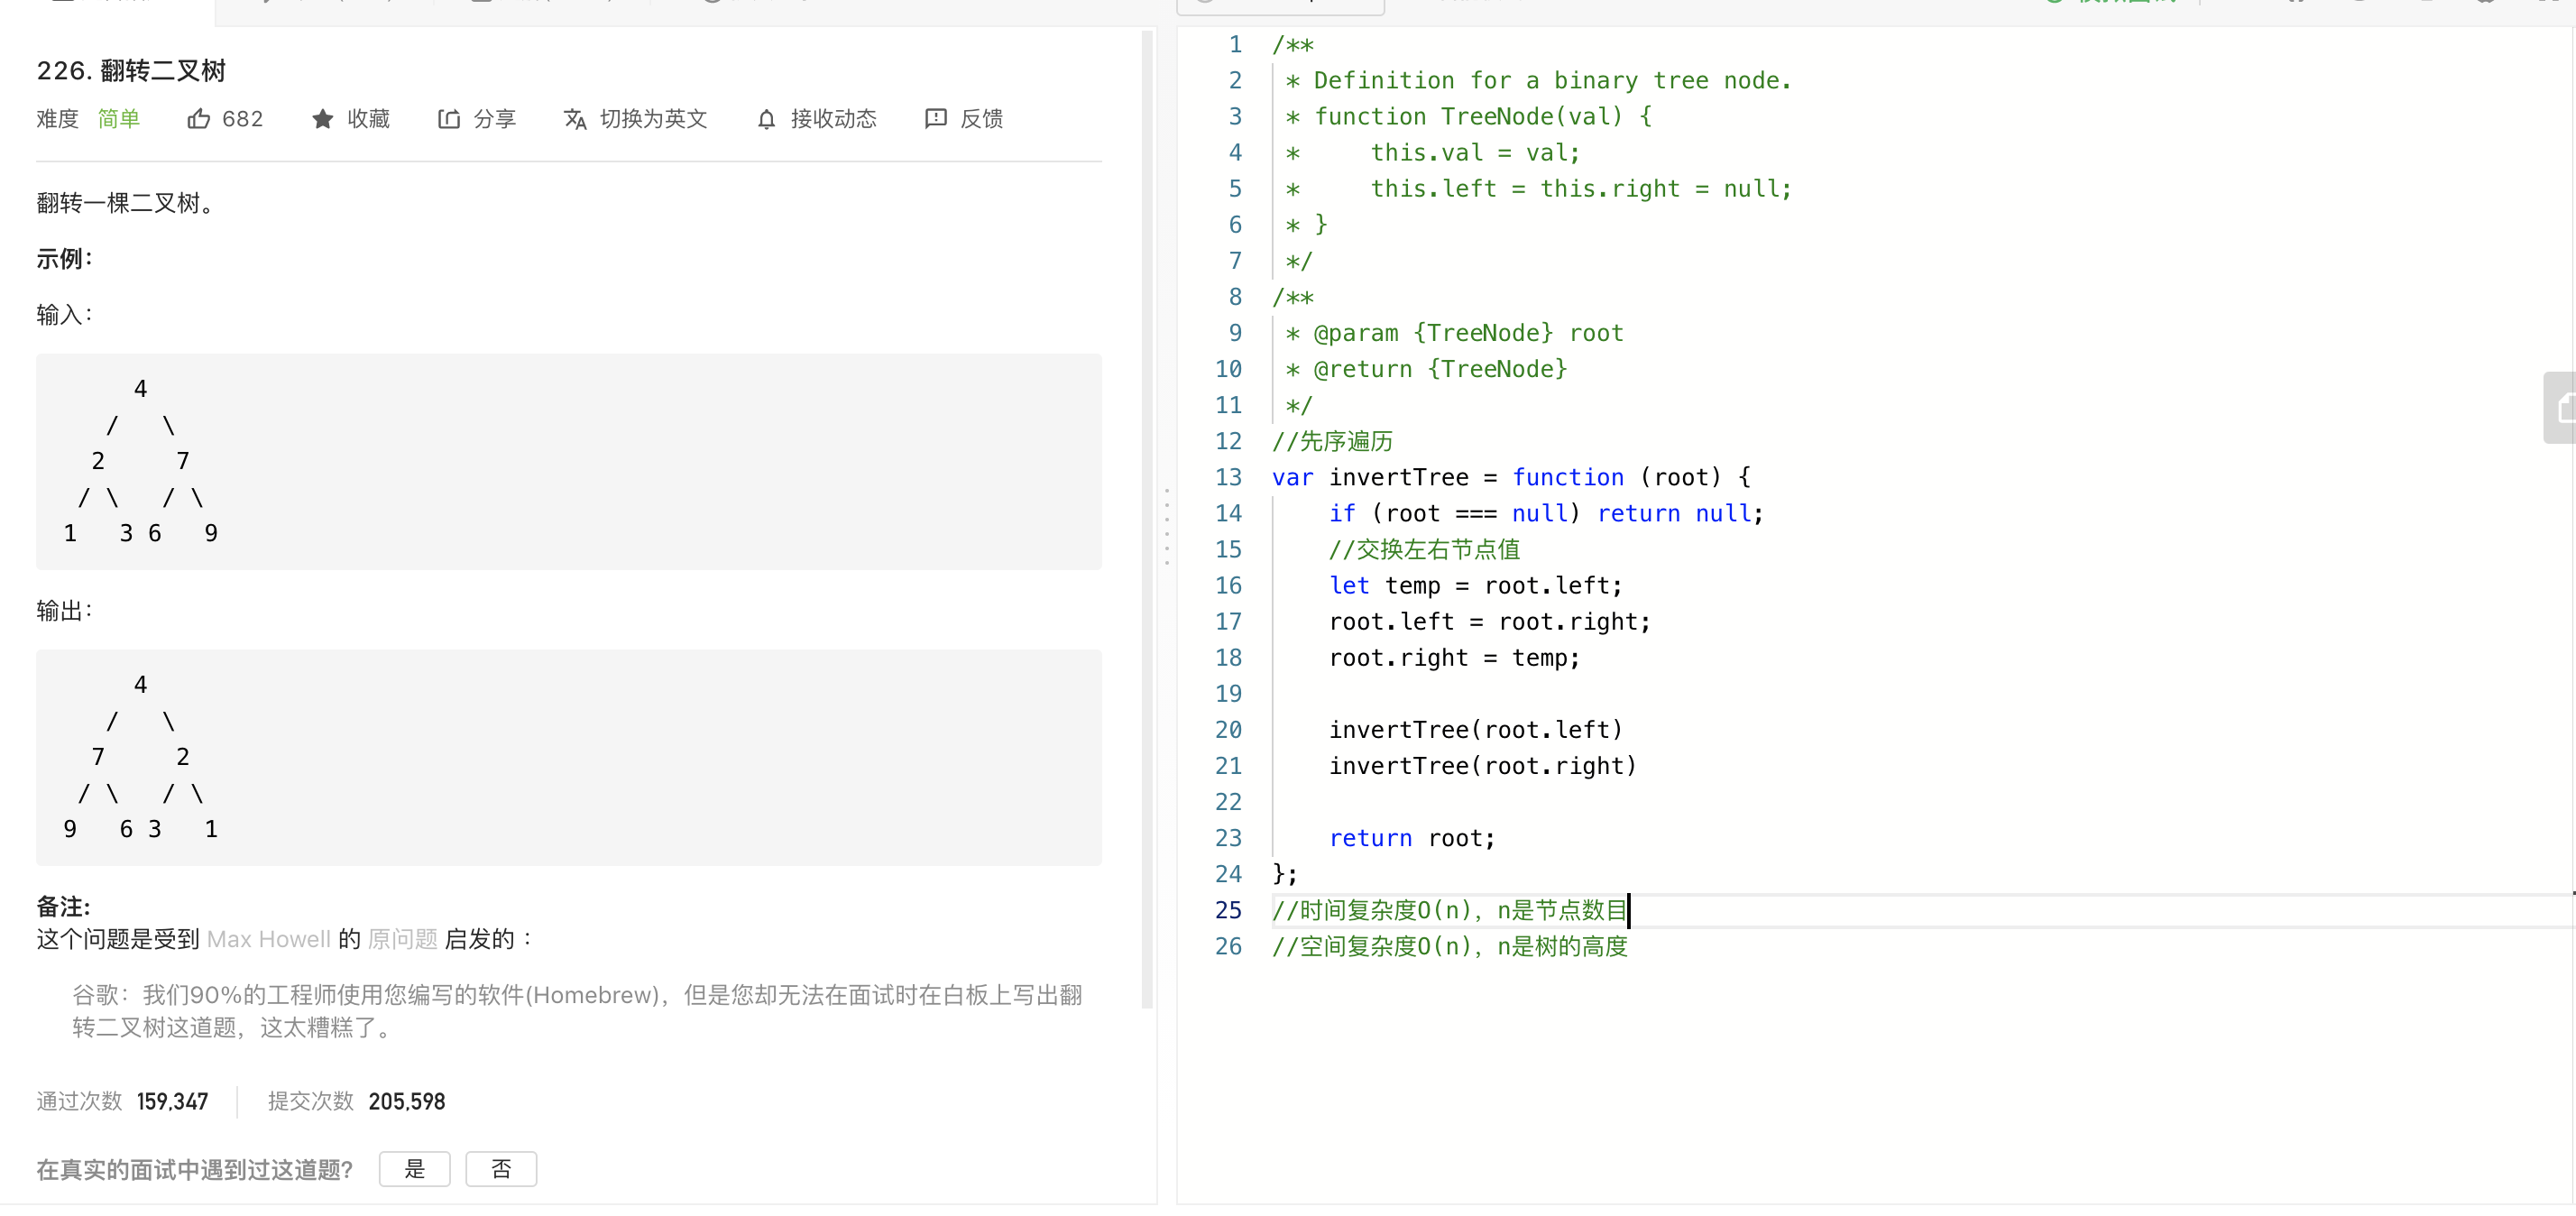 226. 翻转二叉树
难度 简单 682 收藏 分享 切换为英文 接收动态 反馈
翻转一棵二叉树。
示例：
输入：
4
/ \
2 7
/ \ / \
1 3 6 9
输出：
4
/ \
7 2
/ \ / \
9 6 3 1
备注:
这个问题是受到 Max Howell 的 原问题 启发的 ：
谷歌：我们90%的工程师使用您编写的软件(Homebrew)，但是您却无法在面试时在白板上写出翻
转二叉树这道题，这太糟糕了。
通过次数 159,347 提交次数 205,598
在真实的面试中遇到过这道题? 是 否
1 /**
2 * Definition for a binary tree node.
3 * function TreeNode(val) {
4 * this.val = val;
5 * this.left = this.right = null;
6 * }
7 */
8 /**
9 * @param {TreeNode} root
10 * @return {TreeNode}
11 */
12 //先序遍历
13 var invertTree = function (root) {
14 if (root === null) return null;
15 //交换左右节点值
16 let temp = root.left;
17 root.left = root.right;
18 root.right = temp;
19
20 invertTree(root.left)
21 invertTree(root.right)
22
23 return root;
24 };
25 //时间复杂度O(n)，n是节点数目
26 //空间复杂度O(n)，n是树的高度